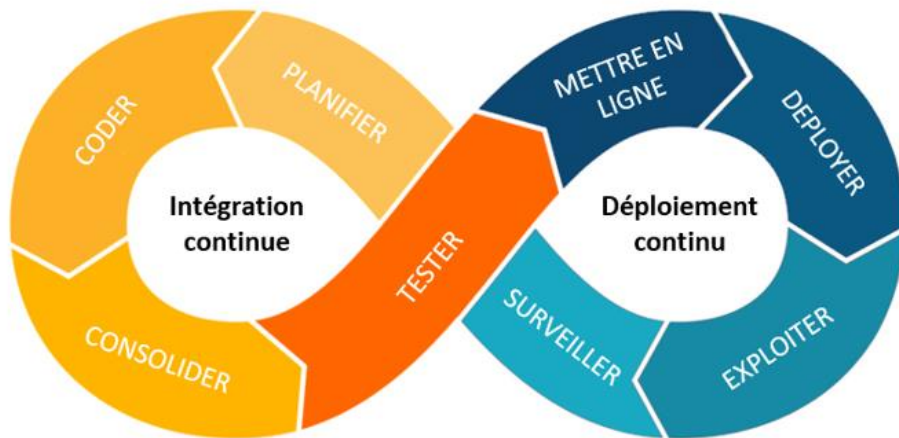 PLANIFIER
CODER
CONSOLIDER
TESTER
Intégration
continue
METTRE EN
LIGNE
DEPLOYER
EXPLOITER
SURVEILLER
Déploiement
continu